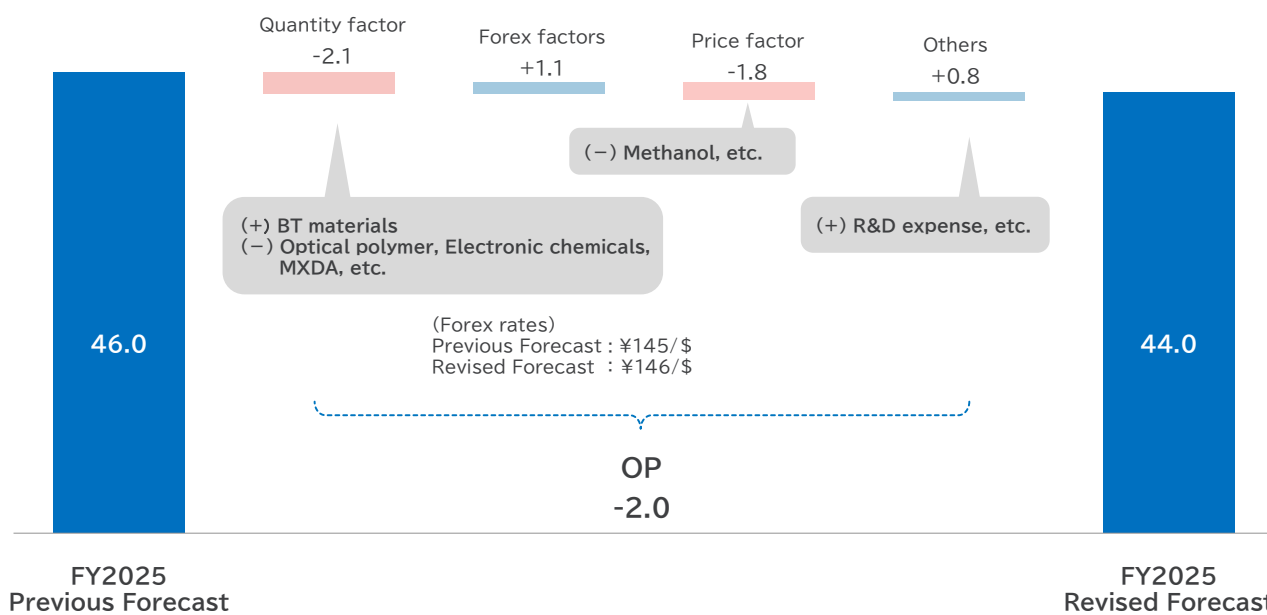 Quantity factor
-2.1
Forex factors
+1.1
Price factor
-1.8
Others
+0.8
(−) Methanol, etc.
(+) BT materials
(−) Optical polymer, Electronic chemicals,
MXDA, etc.
(+) R&D expense, etc.
46.0
(Forex rates)
Previous Forecast : ¥145/$
Revised Forecast : ¥146/$
44.0
OP
-2.0
FY2025
Previous Forecast
FY2025
Revised Forecast